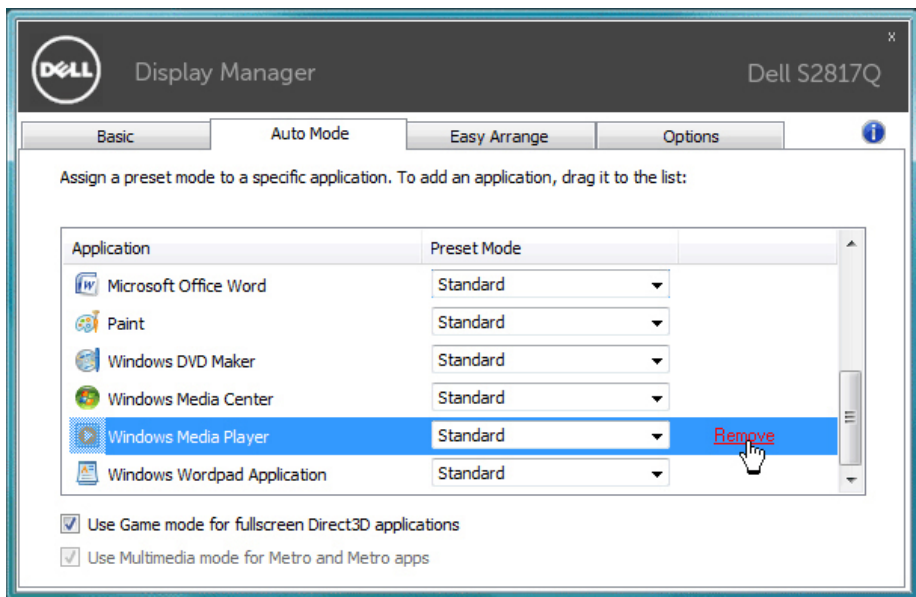 x
DELL Display Manager Dell S2817Q
Basic Auto Mode Easy Arrange Options i
Assign a preset mode to a specific application. To add an application, drag it to the list:
Application Preset Mode
Microsoft Office Word Standard
Paint Standard
Windows DVD Maker Standard
Windows Media Center Standard
Windows Media Player Standard Remove
Windows Wordpad Application Standard
Use Game mode for fullscreen Direct3D applications
Use Multimedia mode for Metro and Metro apps